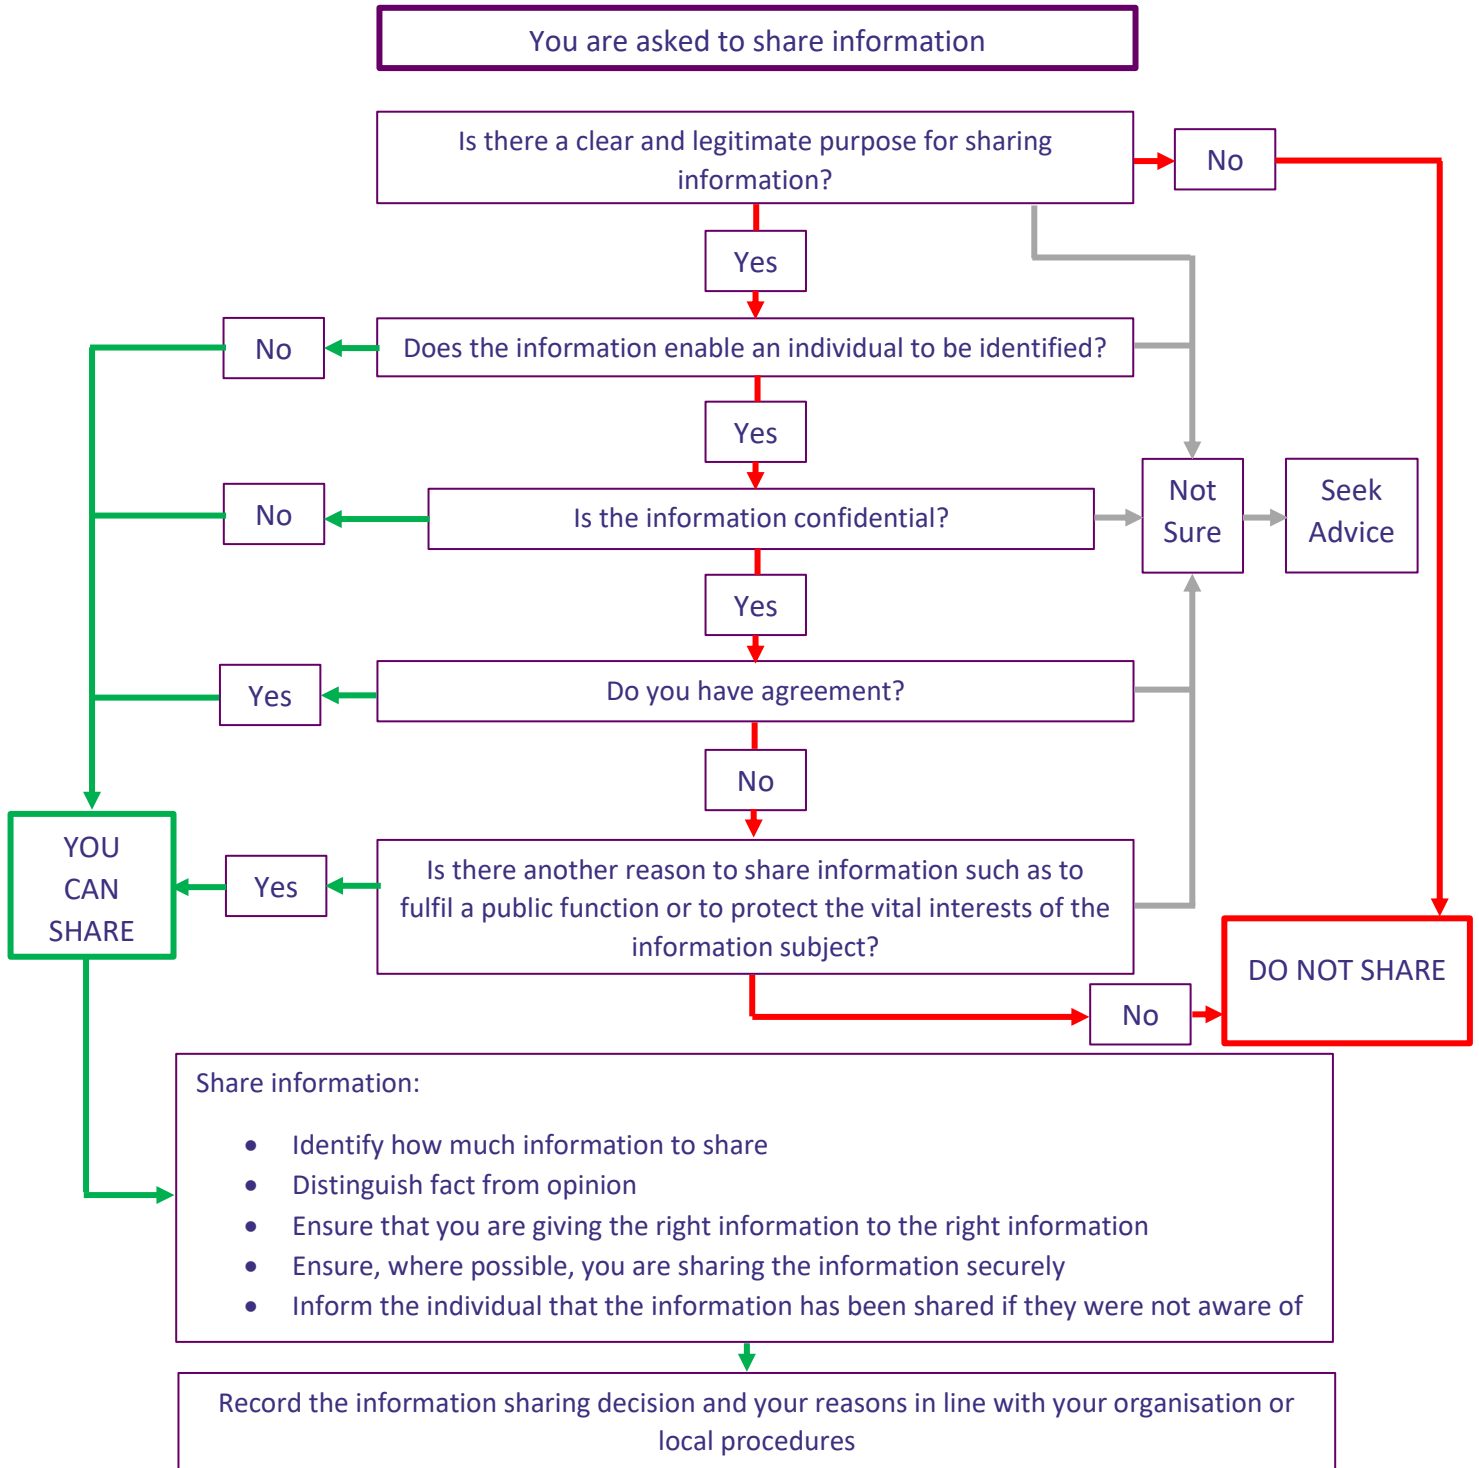 You are asked to share information
Is there a clear and legitimate purpose for sharing
information?
No
Yes
No
Does the information enable an individual to be identified?
Yes
No
Is the information confidential?
Not
Sure
Seek
Advice
Yes
Yes
Do you have agreement?
No
YOU
CAN
SHARE
Yes
Is there another reason to share information such as to
fulfil a public function or to protect the vital interests of the
information subject?
DO NOT SHARE
No
Share information:
• Identify how much information to share
• Distinguish fact from opinion
• Ensure that you are giving the right information to the right information
• Ensure, where possible, you are sharing the information securely
• Inform the individual that the information has been shared if they were not aware of
Record the information sharing decision and your reasons in line with your organisation or
local procedures